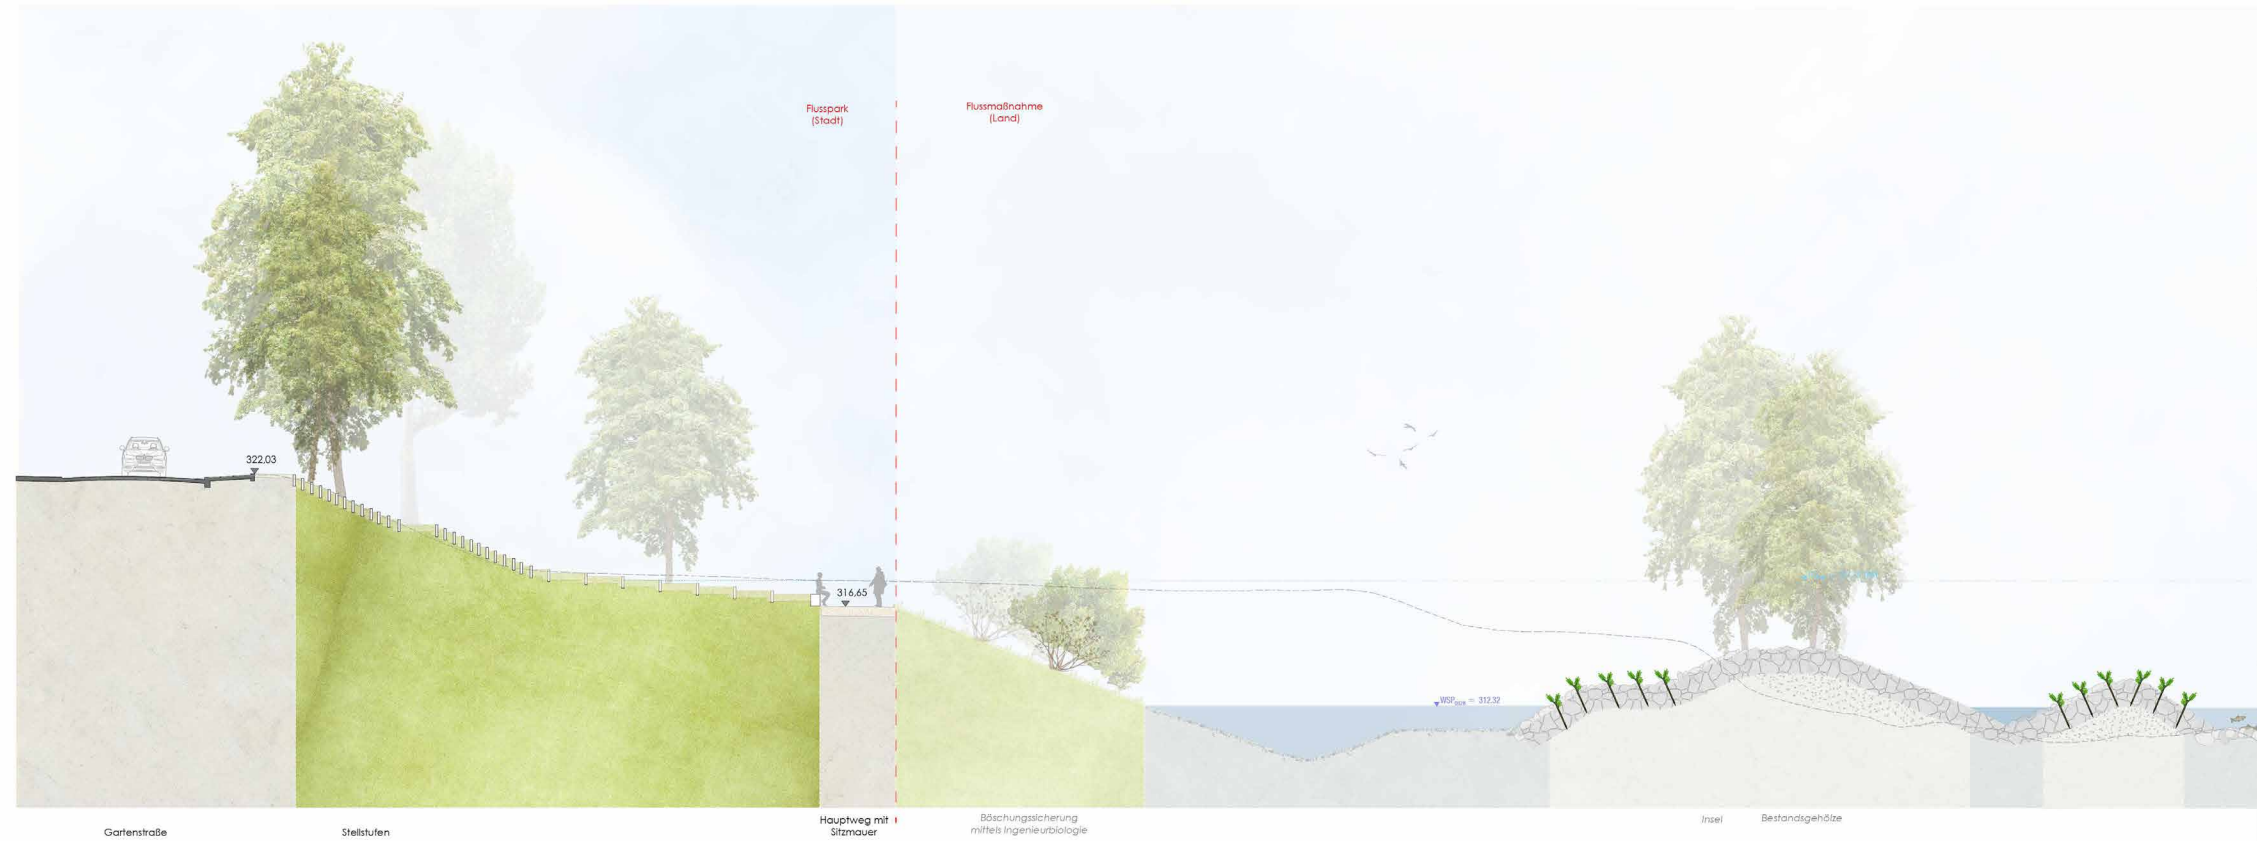 Flusspark
(Stadt)
Flussmaßnahme
(Land)
322,03
316,65
= 312.32
Gartenstraße
Stellstufen
Hauptweg mit
Sitzmauer
Böschungssicherung
mittels Ingenieurbiologie
Insel
Bestandsgehölze